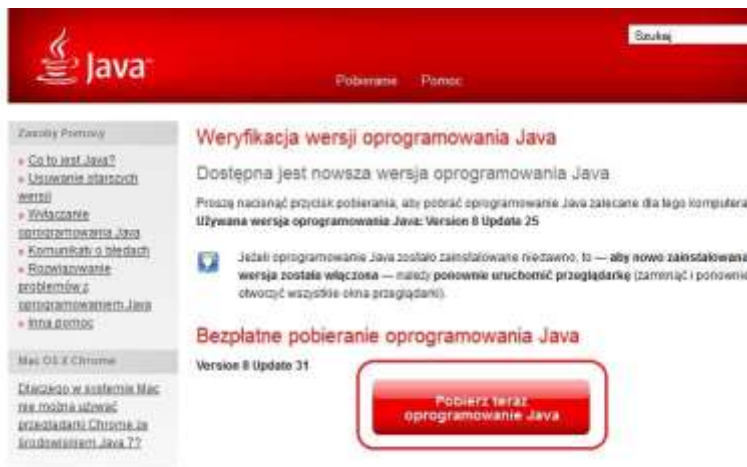 Java
Szukaj
Pobieranie Pomoc
Zasoby Pomocy
» Co to jest Java?
» Usuwanie starszych
wersji
» Wyłączanie
oprogramowania Java
» Komunikaty o błędach
» Rozwiązywanie
problemów z
oprogramowaniem Java
» Inna pomoc
Mac OS X Chrome
Dlaczego w systemie Mac
nie można używać
przeglądarki Chrome ze
środowiskiem Java 7?
Weryfikacja wersji oprogramowania Java
Dostępna jest nowsza wersja oprogramowania Java
Proszę nacisnąć przycisk pobierania, aby pobrać oprogramowanie Java zalecane dla tego komputera
Używana wersja oprogramowania Java: Version 8 Update 25
Jeżeli oprogramowanie Java zostało zainstalowane niedawno, to — aby nowo zainstalowana
wersja została włączona — należy ponownie uruchomić przeglądarkę (zamknąć i ponownie
otworzyć wszystkie okna przeglądarki).
Bezpłatne pobieranie oprogramowania Java
Version 8 Update 31
Pobierz teraz
oprogramowanie Java